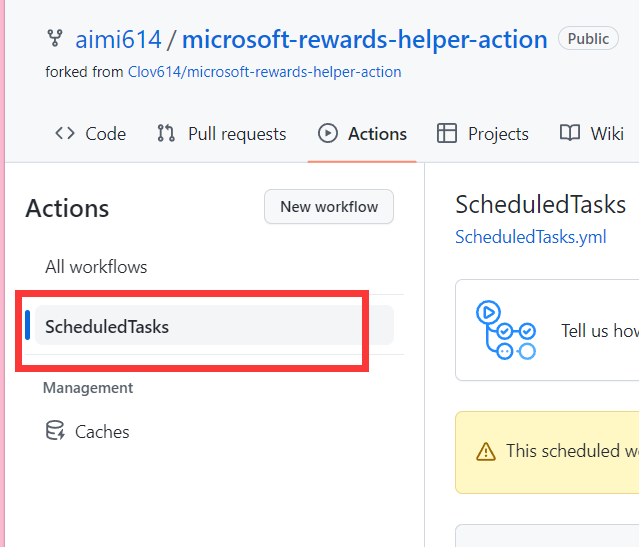 aimi614 / microsoft-rewards-helper-action Public
forked from Clov614/microsoft-rewards-helper-action
Code Pull requests Actions Projects Wiki
Actions
New workflow
All workflows
ScheduledTasks
Management
Caches
ScheduledTasks
ScheduledTasks.yml
Tell us how
This scheduled